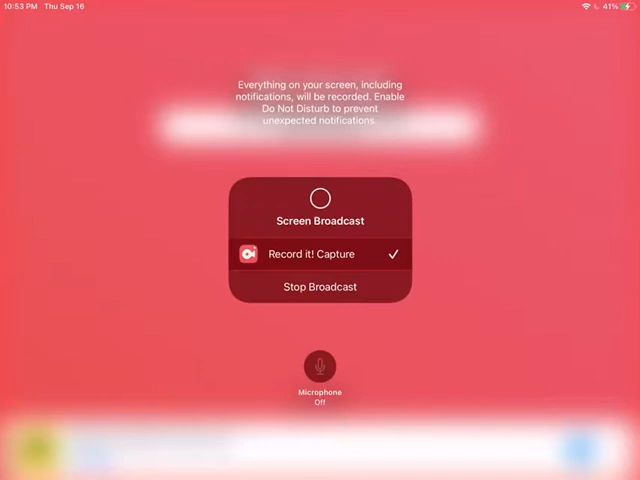 10:53 PM Thu Sep 16 41%
Everything on your screen, including
notifications, will be recorded. Enable
Do Not Disturb to prevent
unexpected notifications.
Screen Broadcast
Record it! Capture
Stop Broadcast
Microphone
Off